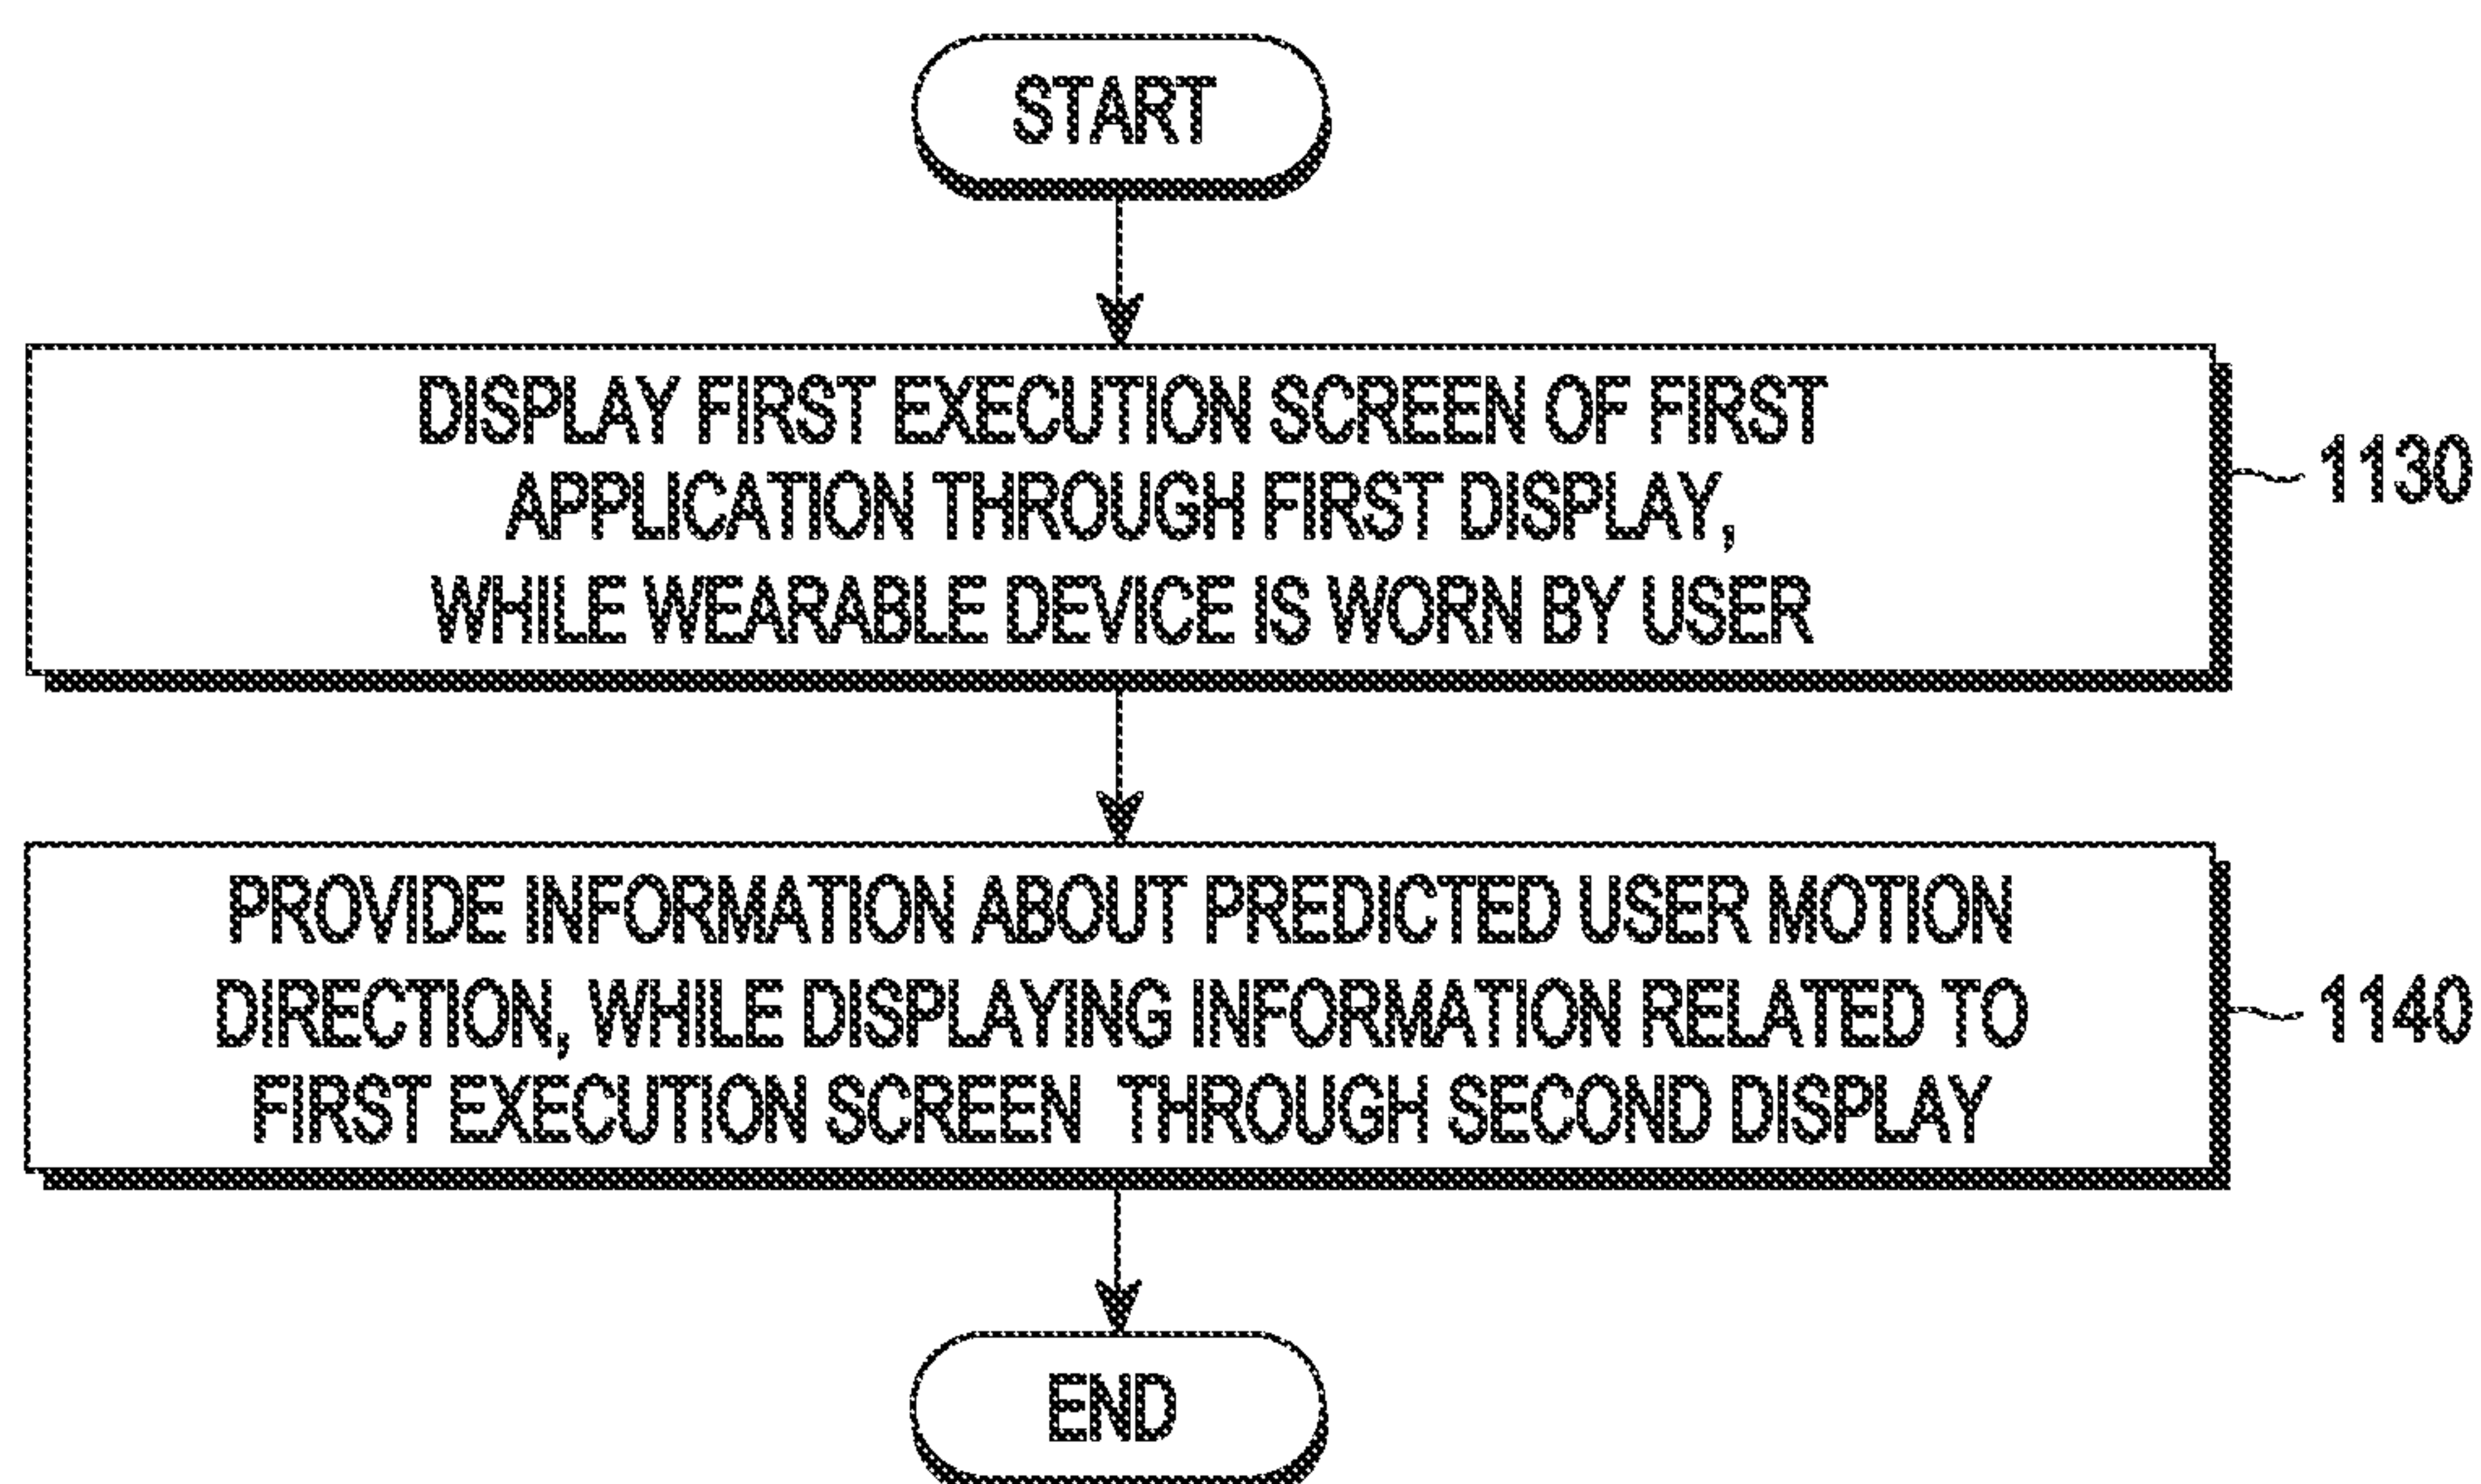 START
DISPLAY FIRST EXECUTION SCREEN OF FIRST
APPLICATION THROUGH FIRST DISPLAY,
WHILE WEARABLE DEVICE IS WORN BY USER
1130
PROVIDE INFORMATION ABOUT PREDICTED USER MOTION
DIRECTION, WHILE DISPLAYING INFORMATION RELATED TO
FIRST EXECUTION SCREEN THROUGH SECOND DISPLAY
1140
END